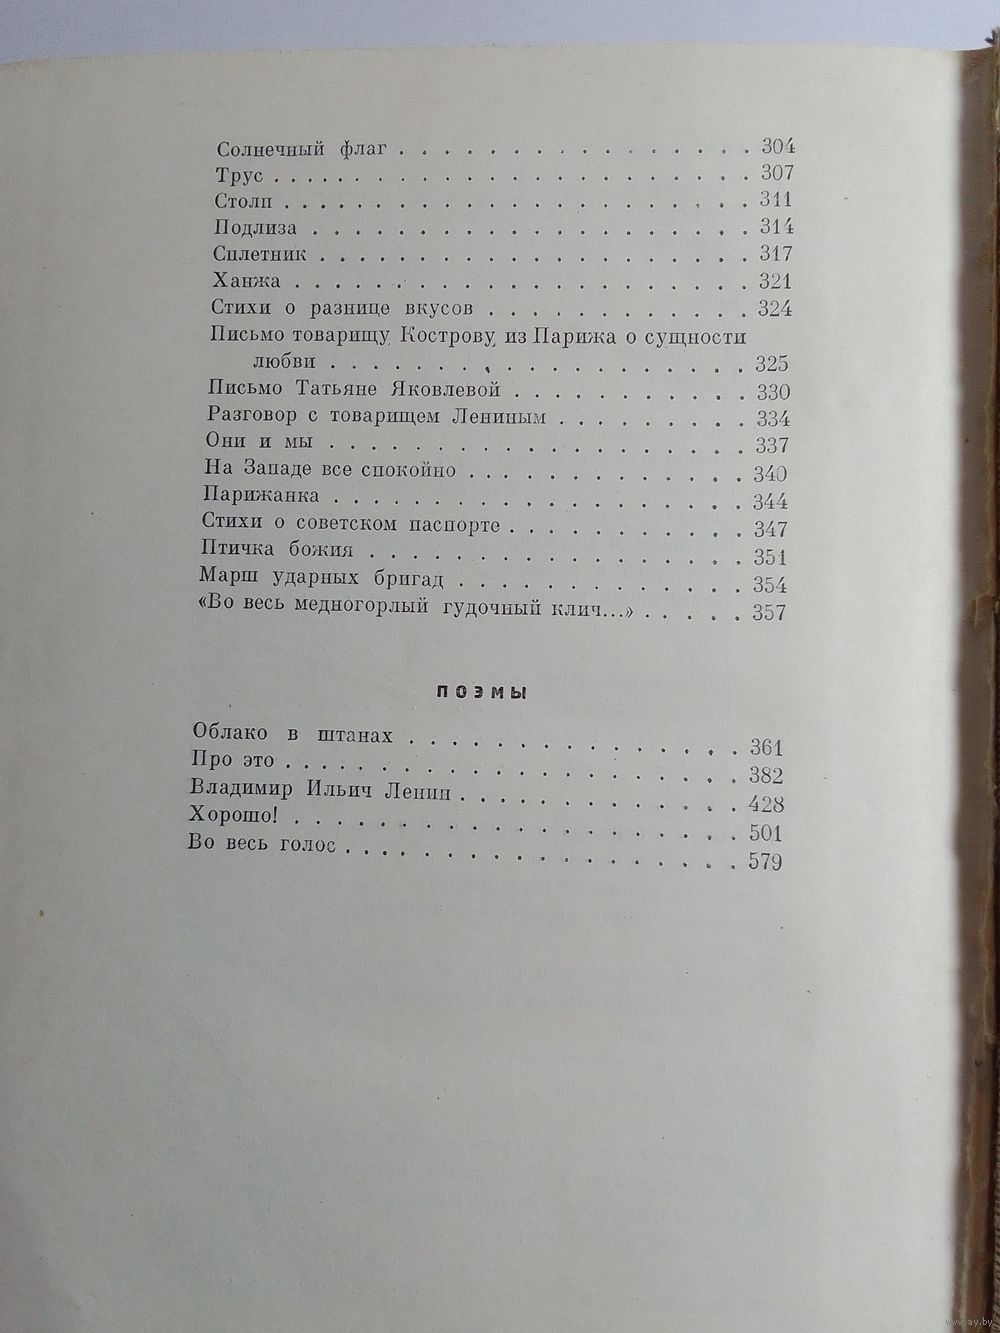 Солнечный флаг . . . . . . . . . . . . . . . . 304
Трус . . . . . . . . . . . . . . . . . . . . . . 307
Столп . . . . . . . . . . . . . . . . . . . . . 311
Подлиза . . . . . . . . . . . . . . . . . . . . 314
Сплетник . . . . . . . . . . . . . . . . . . . 317
Ханжа . . . . . . . . . . . . . . . . . . . . . 321
Стихи о разнице вкусов . . . . . . . . . . . . 324
Письмо товарищу Кострову из Парижа о сущности
любви . . . . . . . . . . . . . . . . . . 325
Письмо Татьяне Яковлевой . . . . . . . . . . . 330
Разговор с товарищем Лениным . . . . . . . . . 334
Они и мы . . . . . . . . . . . . . . . . . . . 337
На Западе все спокойно . . . . . . . . . . . . 340
Парижанка . . . . . . . . . . . . . . . . . . . 344
Стихи о советском паспорте . . . . . . . . . . 347
Птичка божия . . . . . . . . . . . . . . . . . 351
Марш ударных бригад . . . . . . . . . . . . . . 354
«Во весь медногорлый гудочный клич...» . . . . . 357
ПОЭМЫ
Облако в штанах . . . . . . . . . . . . . . . . 361
Про это . . . . . . . . . . . . . . . . . . . . 382
Владимир Ильич Ленин . . . . . . . . . . . . . 428
Хорошо! . . . . . . . . . . . . . . . . . . . . 501
Во весь голос . . . . . . . . . . . . . . . . . 579
www.ay.by